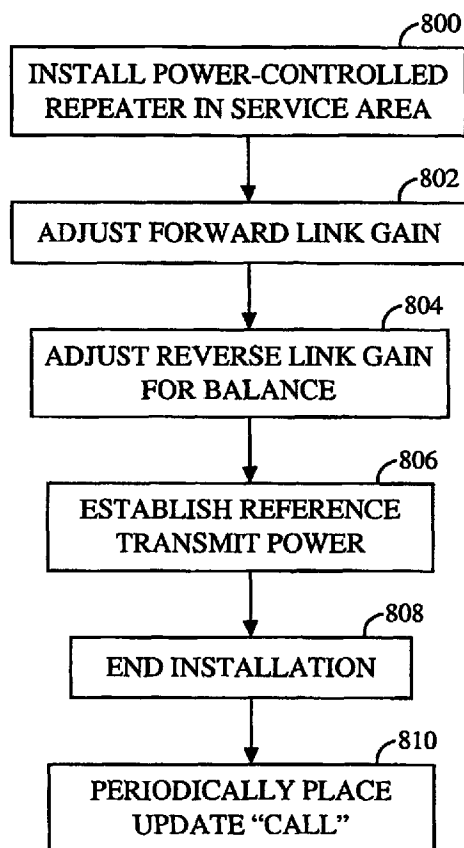 800
INSTALL POWER-CONTROLLED
REPEATER IN SERVICE AREA
802
ADJUST FORWARD LINK GAIN
804
ADJUST REVERSE LINK GAIN
FOR BALANCE
806
ESTABLISH REFERENCE
TRANSMIT POWER
808
END INSTALLATION
810
PERIODICALLY PLACE
UPDATE “CALL”